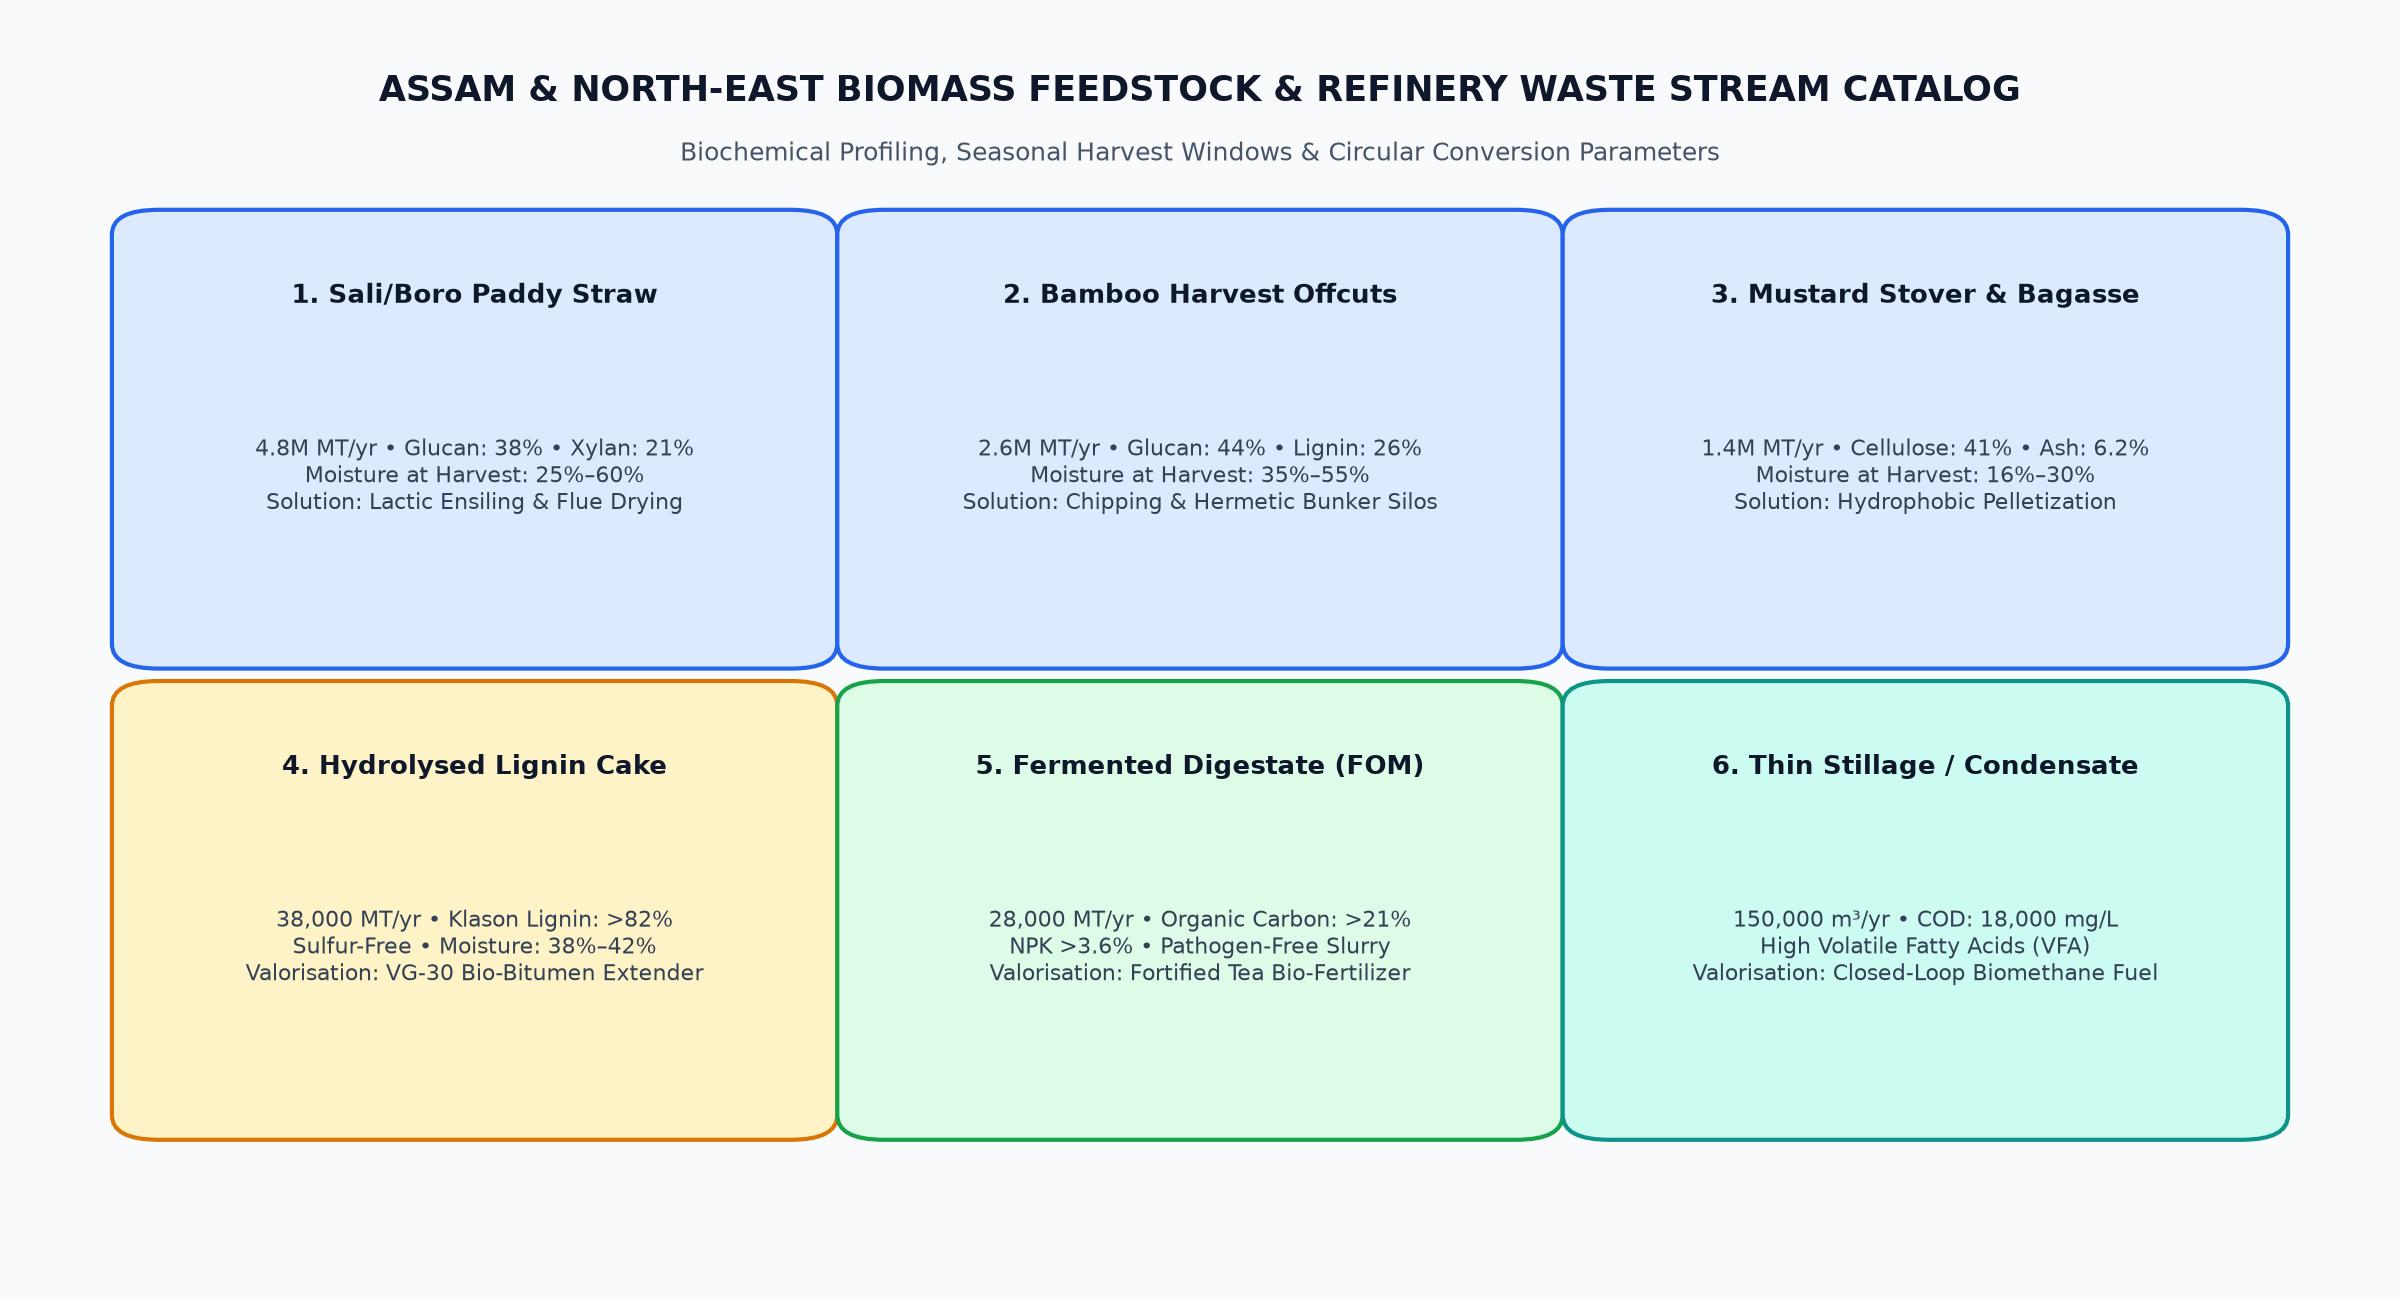 ASSAM & NORTH-EAST BIOMASS FEEDSTOCK & REFINERY WASTE STREAM CATALOG
Biochemical Profiling, Seasonal Harvest Windows & Circular Conversion Parameters
1. Sali/Boro Paddy Straw
4.8M MT/yr • Glucan: 38% • Xylan: 21%
Moisture at Harvest: 25%–60%
Solution: Lactic Ensiling & Flue Drying
2. Bamboo Harvest Offcuts
2.6M MT/yr • Glucan: 44% • Lignin: 26%
Moisture at Harvest: 35%–55%
Solution: Chipping & Hermetic Bunker Silos
3. Mustard Stover & Bagasse
1.4M MT/yr • Cellulose: 41% • Ash: 6.2%
Moisture at Harvest: 16%–30%
Solution: Hydrophobic Pelletization
4. Hydrolysed Lignin Cake
38,000 MT/yr • Klason Lignin: >82%
Sulfur-Free • Moisture: 38%–42%
Valorisation: VG-30 Bio-Bitumen Extender
5. Fermented Digestate (FOM)
28,000 MT/yr • Organic Carbon: >21%
NPK >3.6% • Pathogen-Free Slurry
Valorisation: Fortified Tea Bio-Fertilizer
6. Thin Stillage / Condensate
150,000 m³/yr • COD: 18,000 mg/L
High Volatile Fatty Acids (VFA)
Valorisation: Closed-Loop Biomethane Fuel